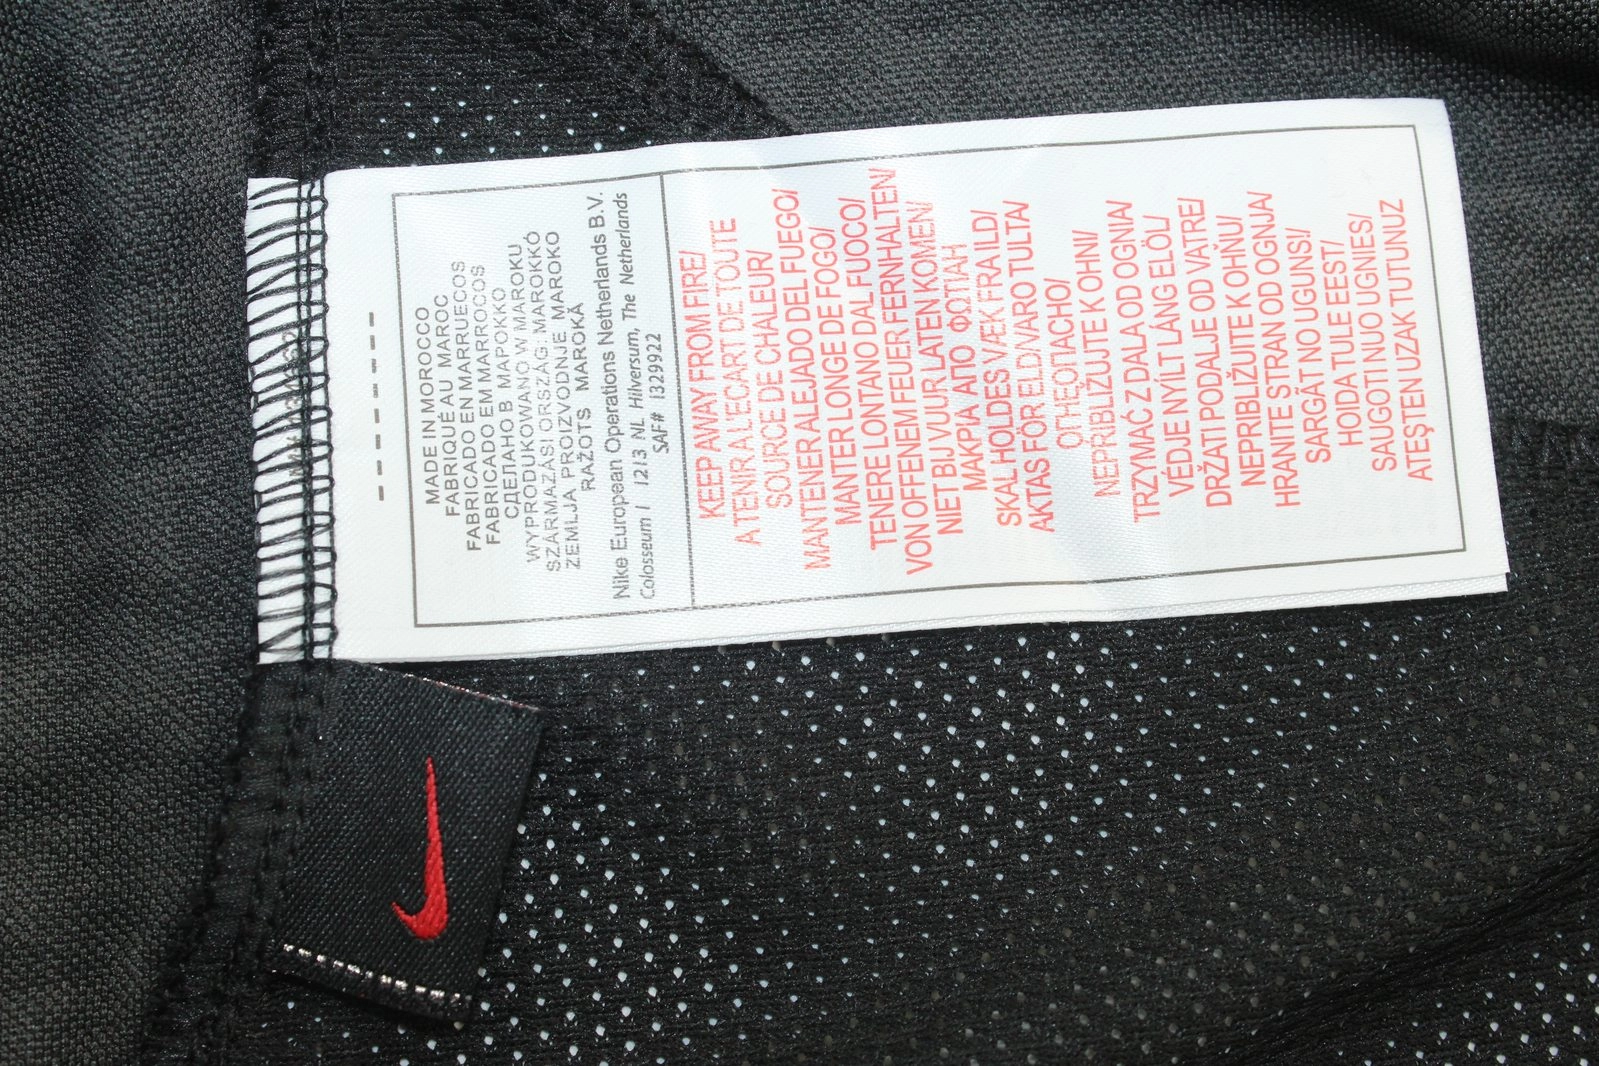 MADE IN MOROCCO
FABRIQUÉ AU MAROC
FABRICADO EN MARRUECOS
FABRICADO EM MARROCOS
СДЕЛАНО В МАРОККО
WYPRODUKOWANO W MAROKU
SZÁRMAZÁSI ORSZÁG: MAROKKÓ
ZEMLJA PROIZVODNJE MAROKO
RAŽOTS MAROKĀ
Nike European Operations Netherlands B.V.
Colosseum 1 1213 NL Hilversum, The Netherlands
SAF# 1329922
KEEP AWAY FROM FIRE/
A TENIR A L'ECART DE TOUTE
SOURCE DE CHALEUR/
MANTENER ALEJADO DEL FUEGO/
MANTER LONGE DE FOGO/
TENERE LONTANO DAL FUOCO/
VON OFFENEM FEUER FERNHALTEN/
NIET BIJ VUUR LATEN KOMEN/
ΜΑΚΡΙΑ ΑΠΟ ΦΩΤΙΑΗ
SKAL HOLDES VÆK FRA ILD/
AKTAS FÖR ELD/VARO TULTA/
ОГНЕОПАСНО/
NEPRIBLIŽUJTE K OHNI/
TRZYMAĆ Z DALA OD OGNIA/
VÉDJE NYÍLT LÁNG ELÖL/
DRŽATI PODALJE OD VATRE/
NEPRIBLIŽUITE K OHŇU/
HRANITE STRAN OD OGNJA/
SARGĀT NO UGUNS!/
HOIDA TULE EEST/
SAUGOTI NUO UGNIES/
ATEŞTEN UZAK TUTUNUZ